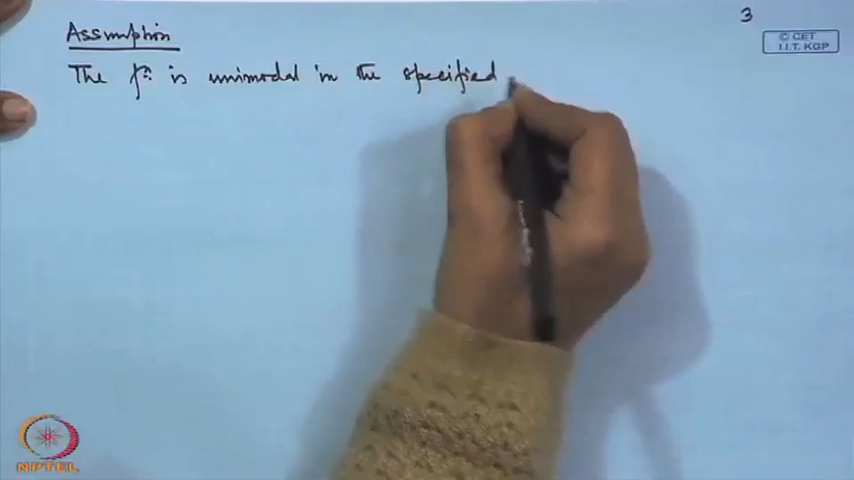 3
Assumption
© CET
I.I.T. KGP
The fn. is unimodal in the specified
NPTEL